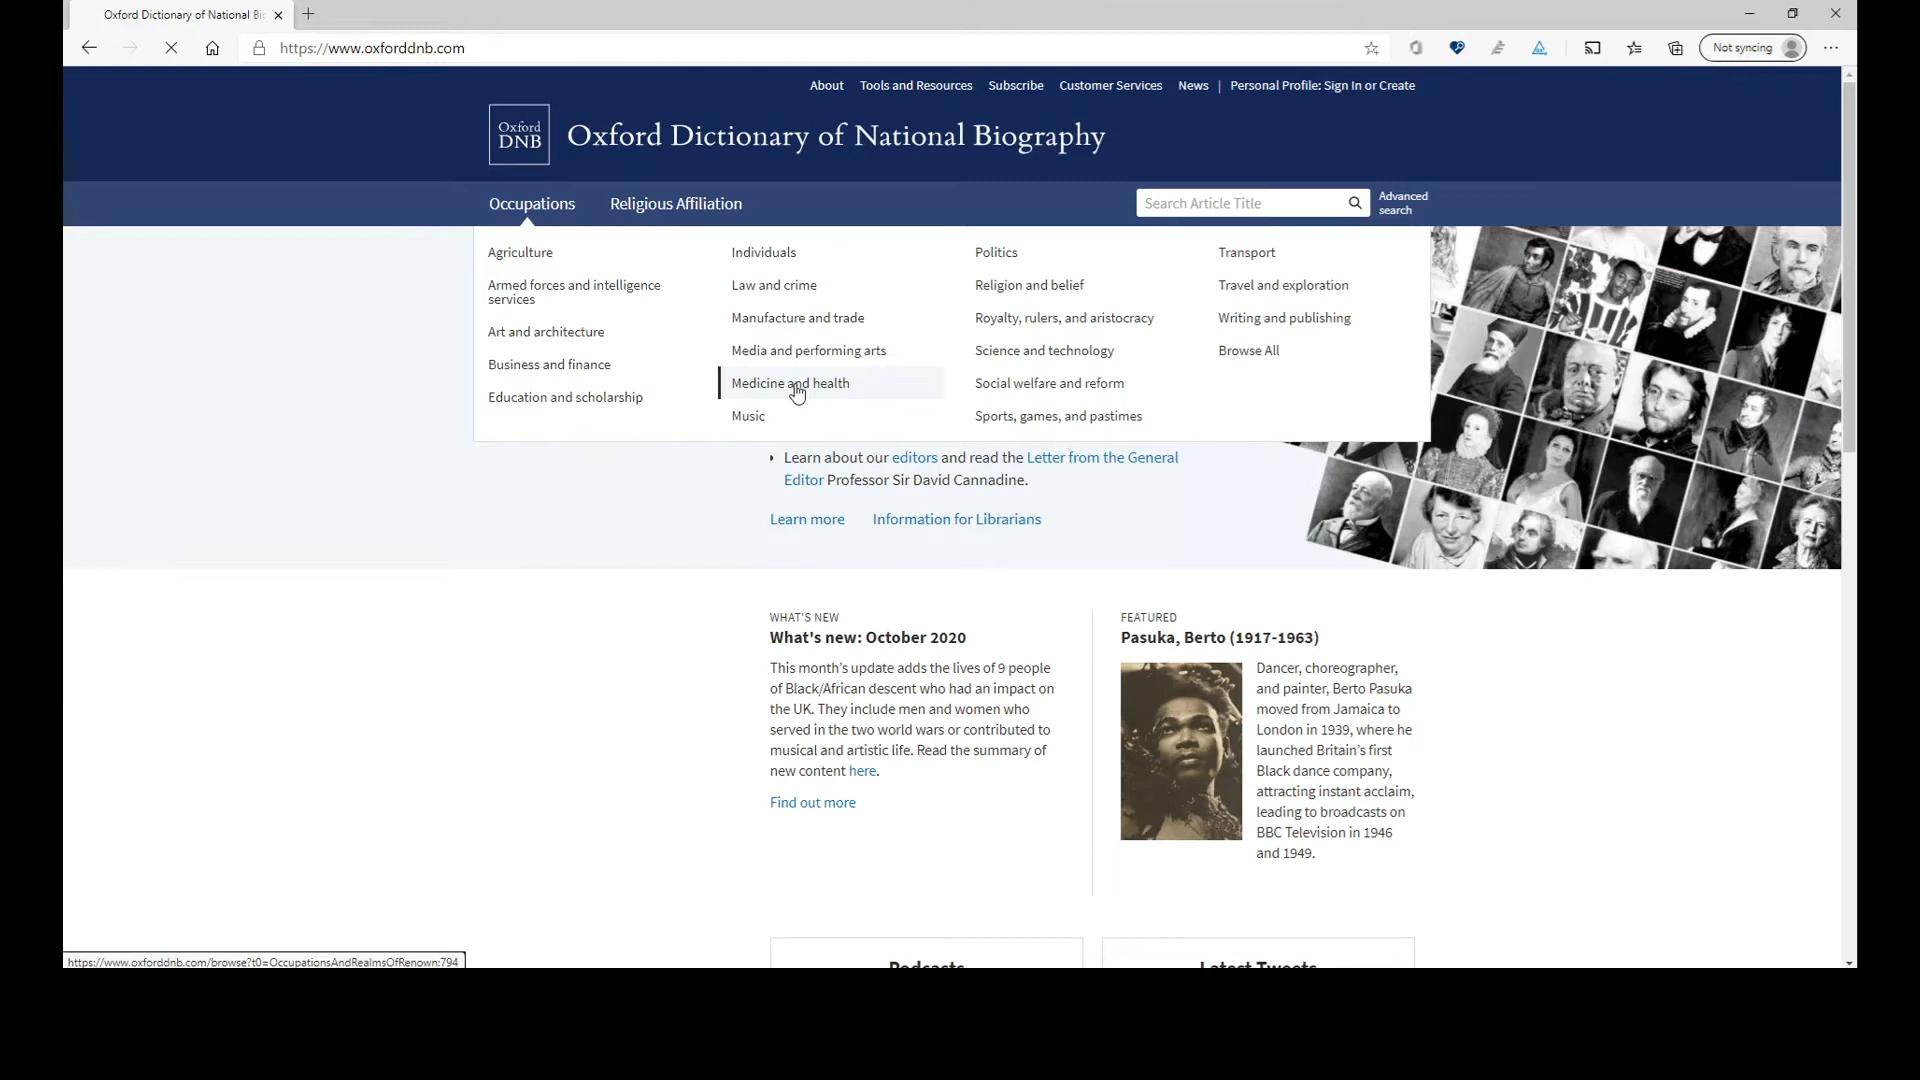 Oxford Dictionary of National Bi
Not syncing
https://www.oxforddnb.com
About Tools and Resources Subscribe Customer Services News | Personal Profile: Sign In or Create
Oxford
DNB
Oxford Dictionary of National Biography
Occupations Religious Affiliation
Search Article Title
Advanced
search
Agriculture
Armed forces and intelligence
services
Art and architecture
Business and finance
Education and scholarship
Individuals
Law and crime
Manufacture and trade
Media and performing arts
Medicine and health
Music
Politics
Religion and belief
Royalty, rulers, and aristocracy
Science and technology
Social welfare and reform
Sports, games, and pastimes
Transport
Travel and exploration
Writing and publishing
Browse All
Learn about our editors and read the Letter from the General
Editor Professor Sir David Cannadine.
Learn more Information for Librarians
WHAT'S NEW
What's new: October 2020
This month's update adds the lives of 9 people
of Black/African descent who had an impact on
the UK. They include men and women who
served in the two world wars or contributed to
musical and artistic life. Read the summary of
new content here.
Find out more
FEATURED
Pasuka, Berto (1917-1963)
Dancer, choreographer,
and painter, Berto Pasuka
moved from Jamaica to
London in 1939, where he
launched Britain's first
Black dance company,
attracting instant acclaim,
leading to broadcasts on
BBC Television in 1946
and 1949.
Podcasts
Latest Tweets
https://www.oxforddnb.com/browse?t0=OccupationsAndRealmsOfRenown:794